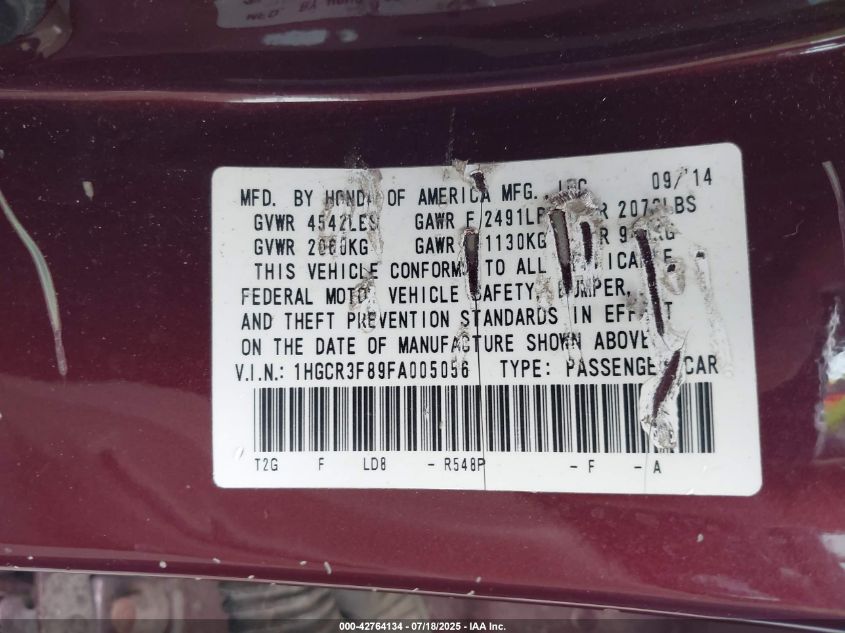 MFD. BY HONDA OF AMERICA MFG., INC 09/14
GVWR 4542LBS GAWR F 2491LB 2072LBS
GVWR 2060KG GAWR 1130KG
THIS VEHICLE CONFORMS TO ALL APPLICABLE
FEDERAL MOTOR VEHICLE SAFETY, BUMPER,
AND THEFT PREVENTION STANDARDS IN EFFECT
ON THE DATE OF MANUFACTURE SHOWN ABOVE.
V.I.N.: 1HGCR3F89FA005056 TYPE: PASSENGER CAR
T2G F LD8 - R548P - F - A
000-42764134 - 07/18/2025 - IAA Inc.